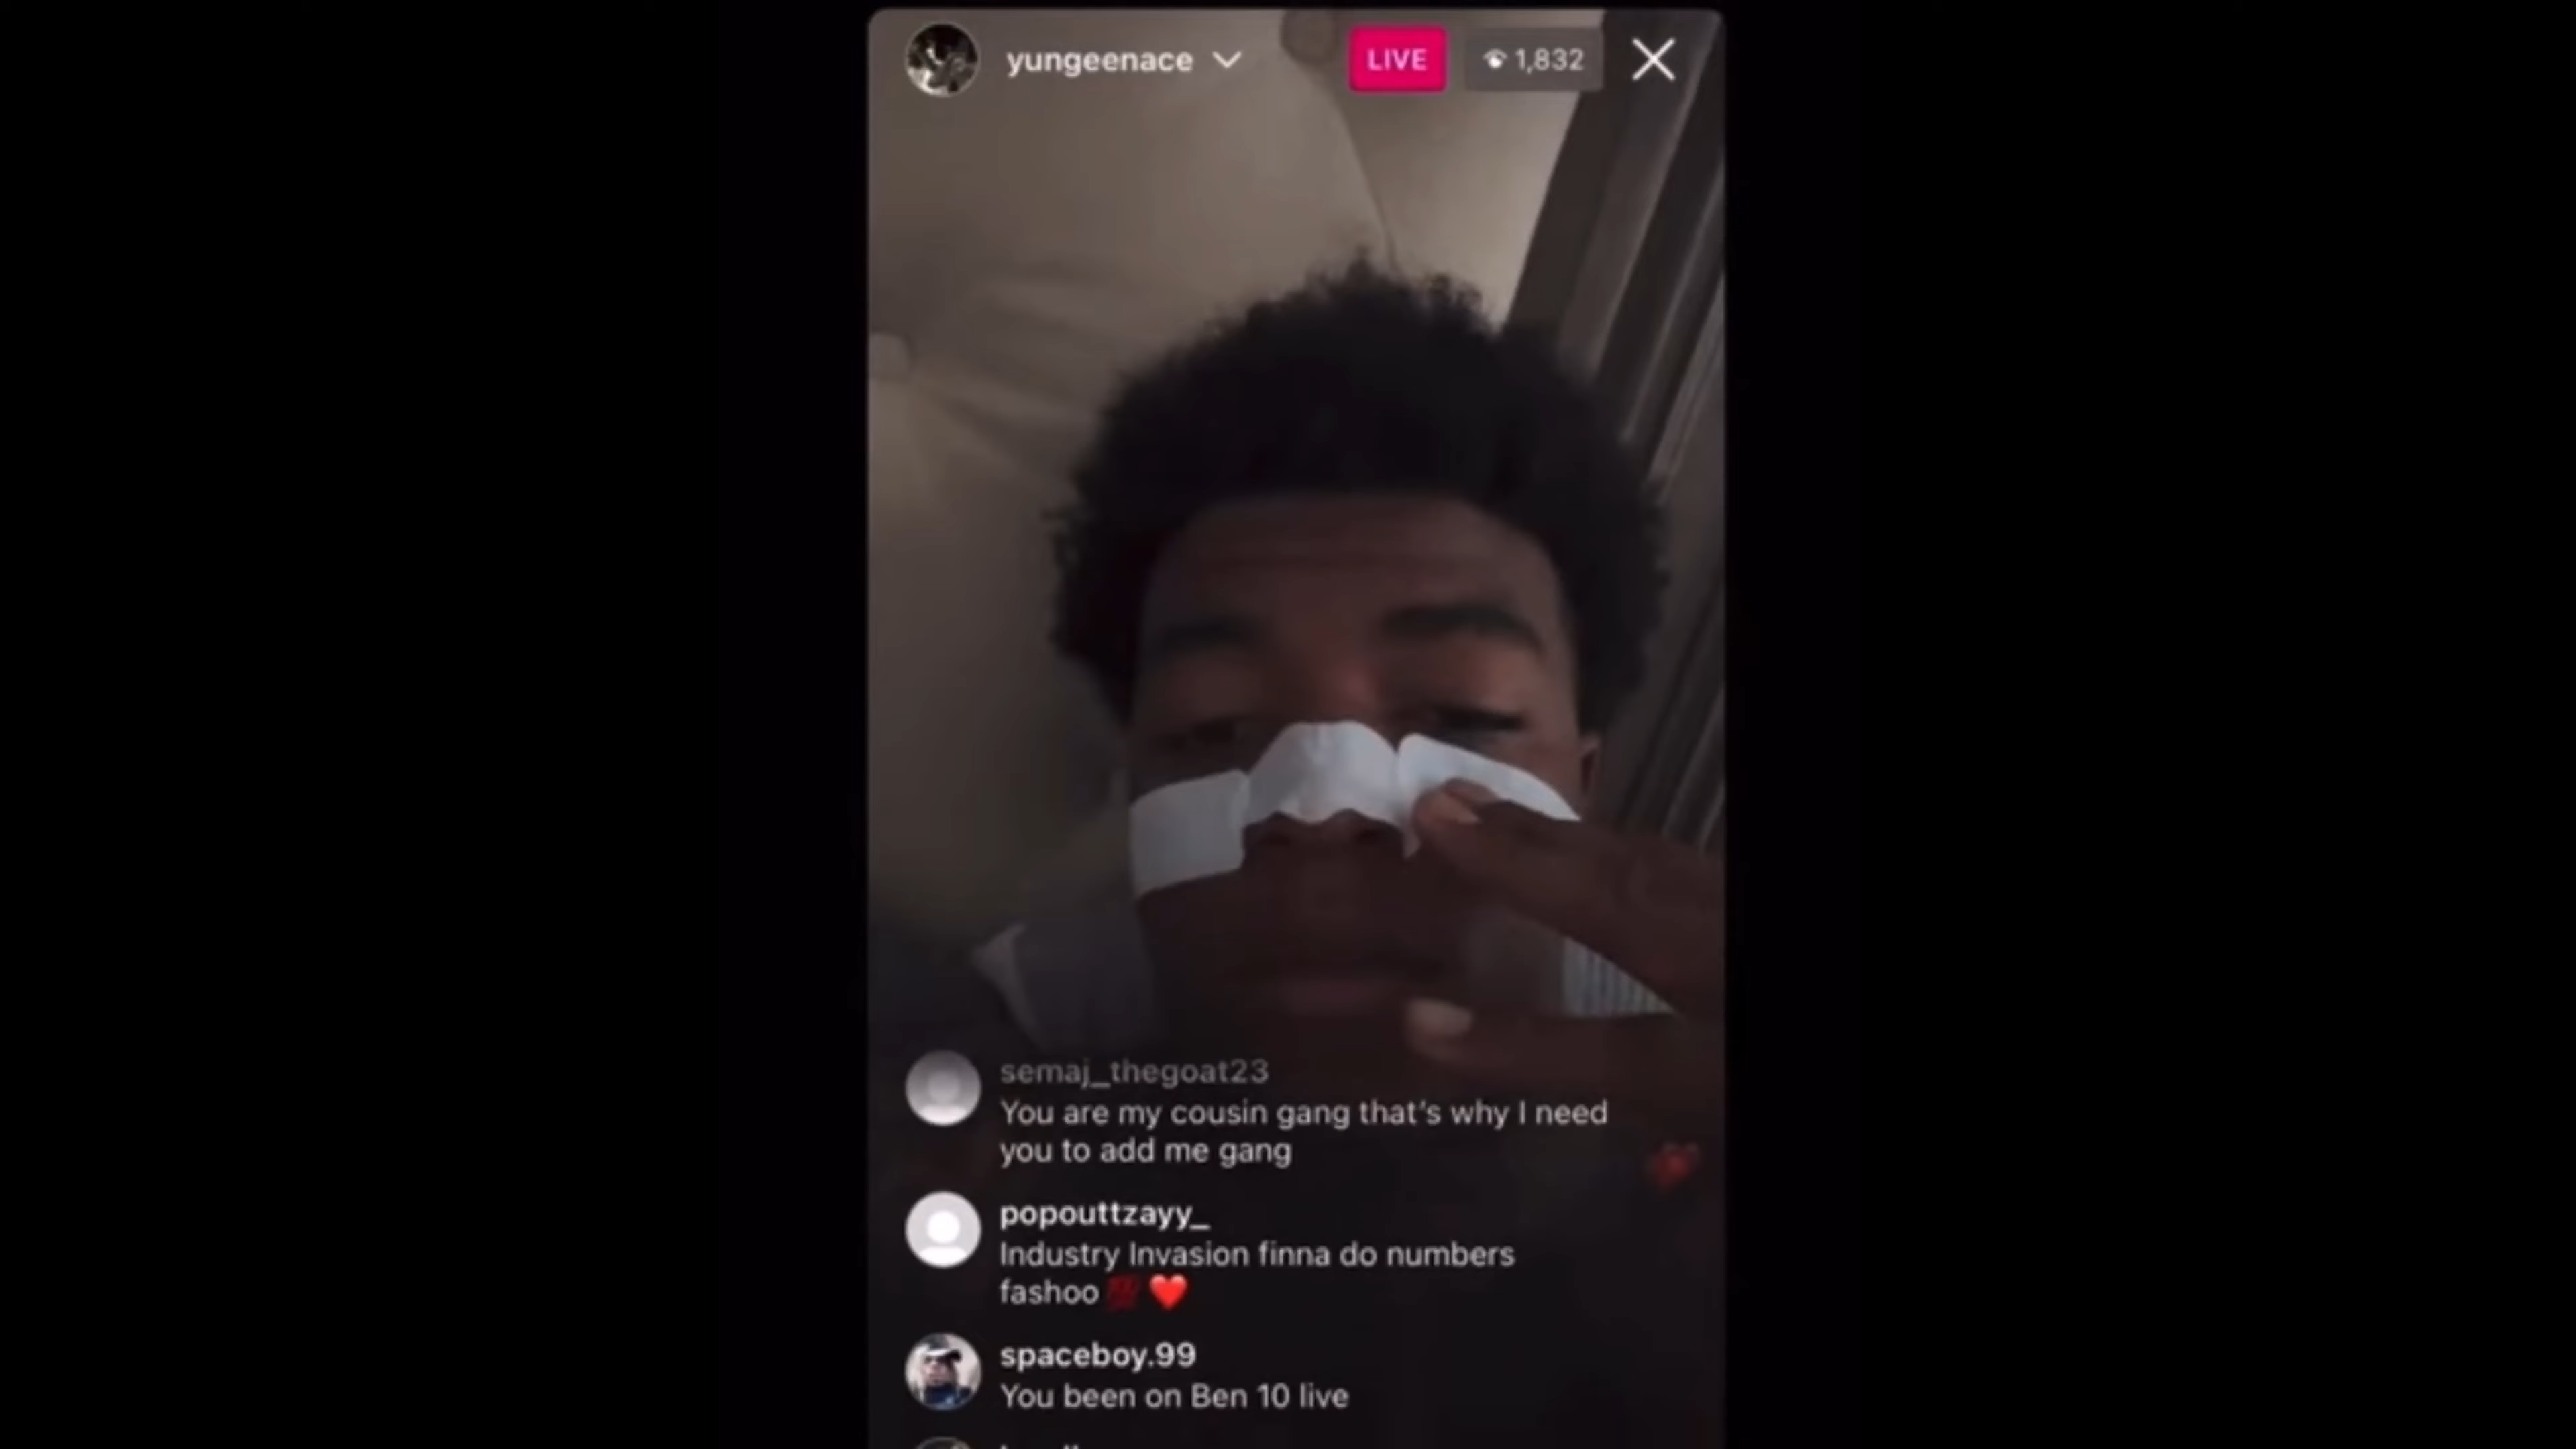 yungeenace
LIVE
1,832
semaj_thegoat23
You are my cousin gang that's why I need
you to add me gang
popouttzayy_
Industry Invasion finna do numbers
fashoo 💯 ❤️
spaceboy.99
You been on Ben 10 live